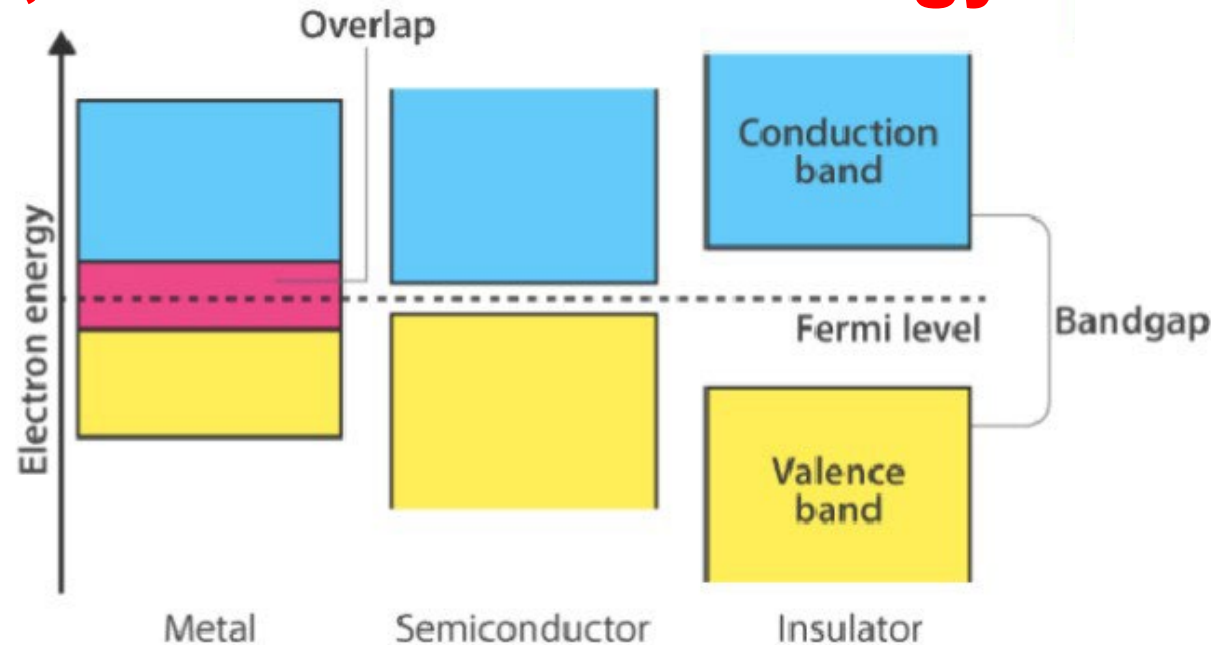 Overlap
Electron energy
Conduction
band
Fermi level
Bandgap
Valence
band
Metal
Semiconductor
Insulator